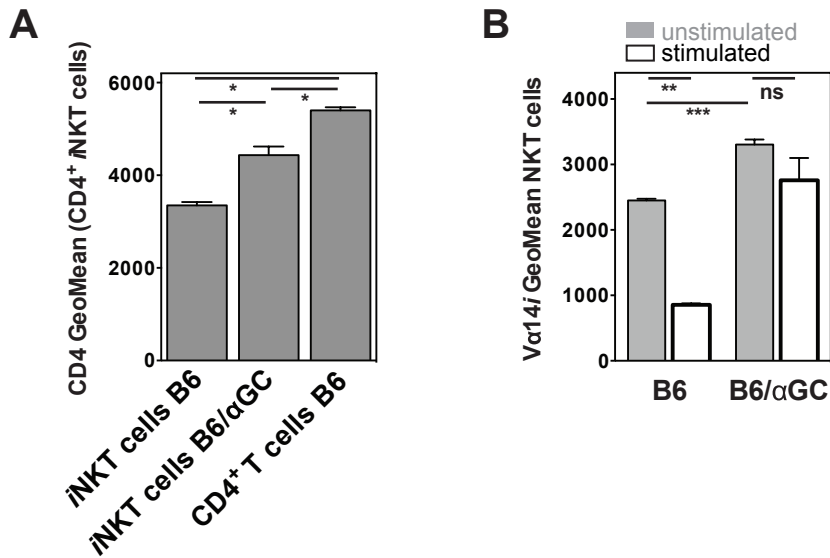 A
CD4 GeoMean (CD4+ iNKT cells)
6000
4000
2000
0
*
*
*
iNKT cells B6
iNKT cells B6/αGC
CD4+ T cells B6
B
unstimulated
stimulated
Vα14i GeoMean NKT cells
4000
3000
2000
1000
0
**
ns
***
B6
B6/αGC